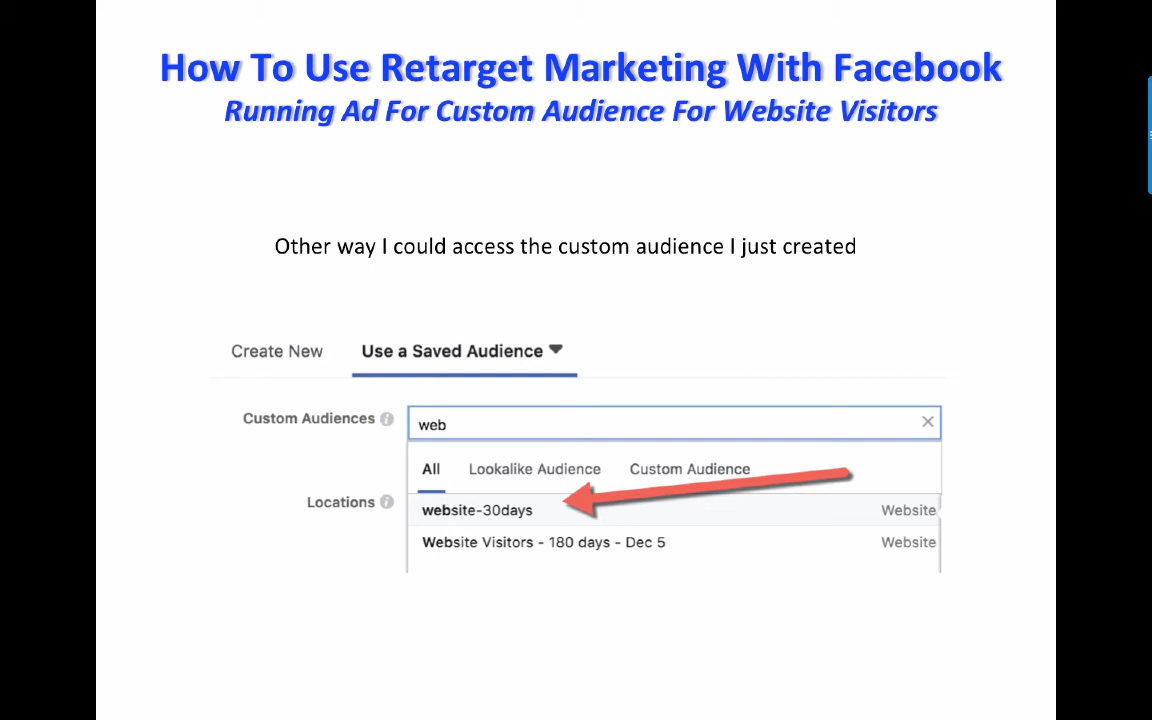 How To Use Retarget Marketing With Facebook
Running Ad For Custom Audience For Website Visitors
Other way I could access the custom audience I just created
Create New Use a Saved Audience
Custom Audiences web
All Lookalike Audience Custom Audience
Locations
website-30days Website
Website Visitors - 180 days - Dec 5 Website